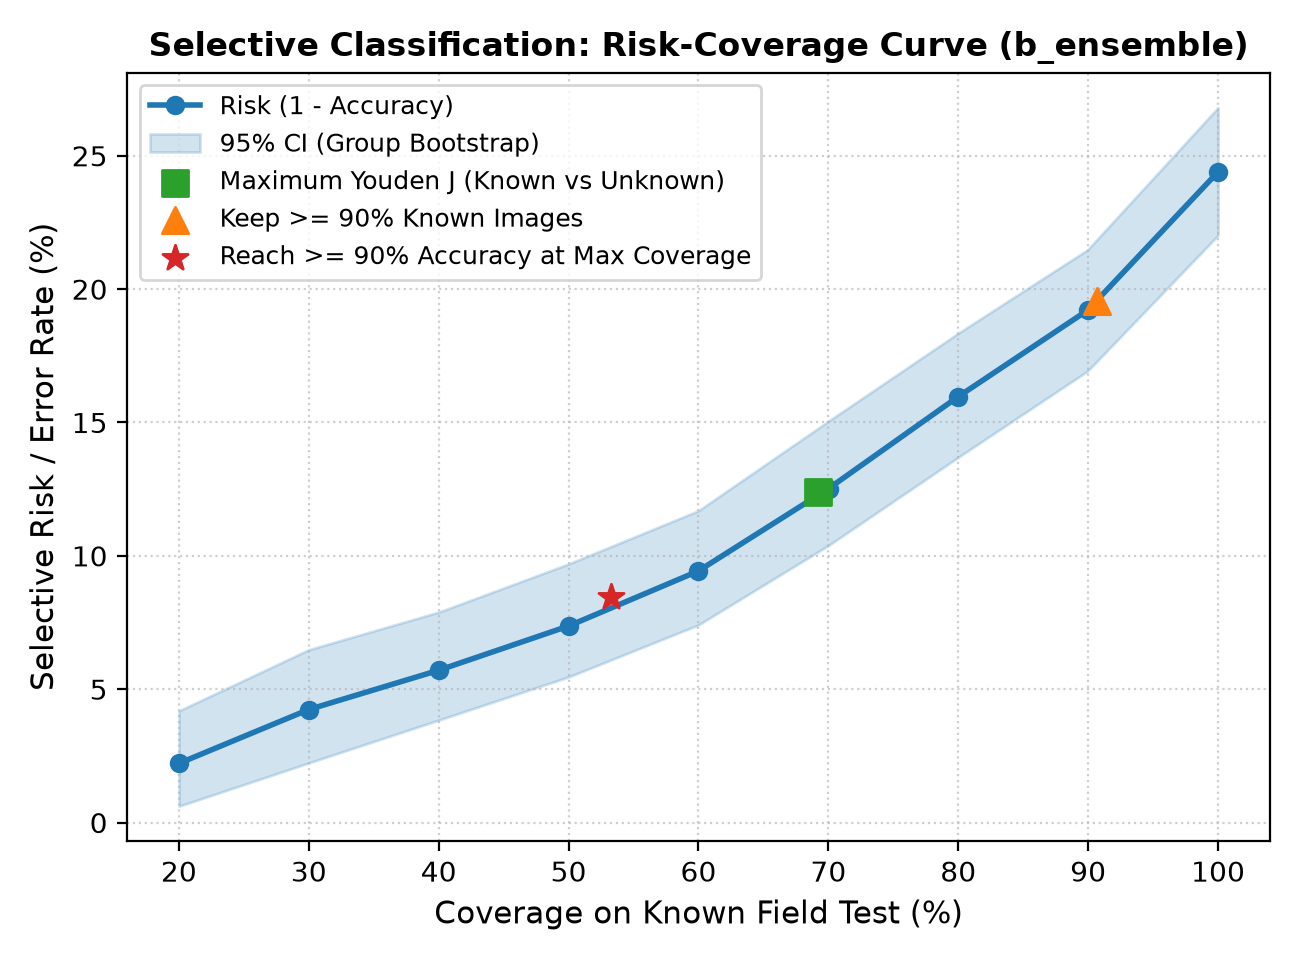 Selective Classification: Risk-Coverage Curve (b_ensemble)
Risk (1 - Accuracy)
95% CI (Group Bootstrap)
Maximum Youden J (Known vs Unknown)
Keep >= 90% Known Images
Reach >= 90% Accuracy at Max Coverage
Selective Risk / Error Rate (%)
25
20
15
10
5
0
20 30 40 50 60 70 80 90 100
Coverage on Known Field Test (%)